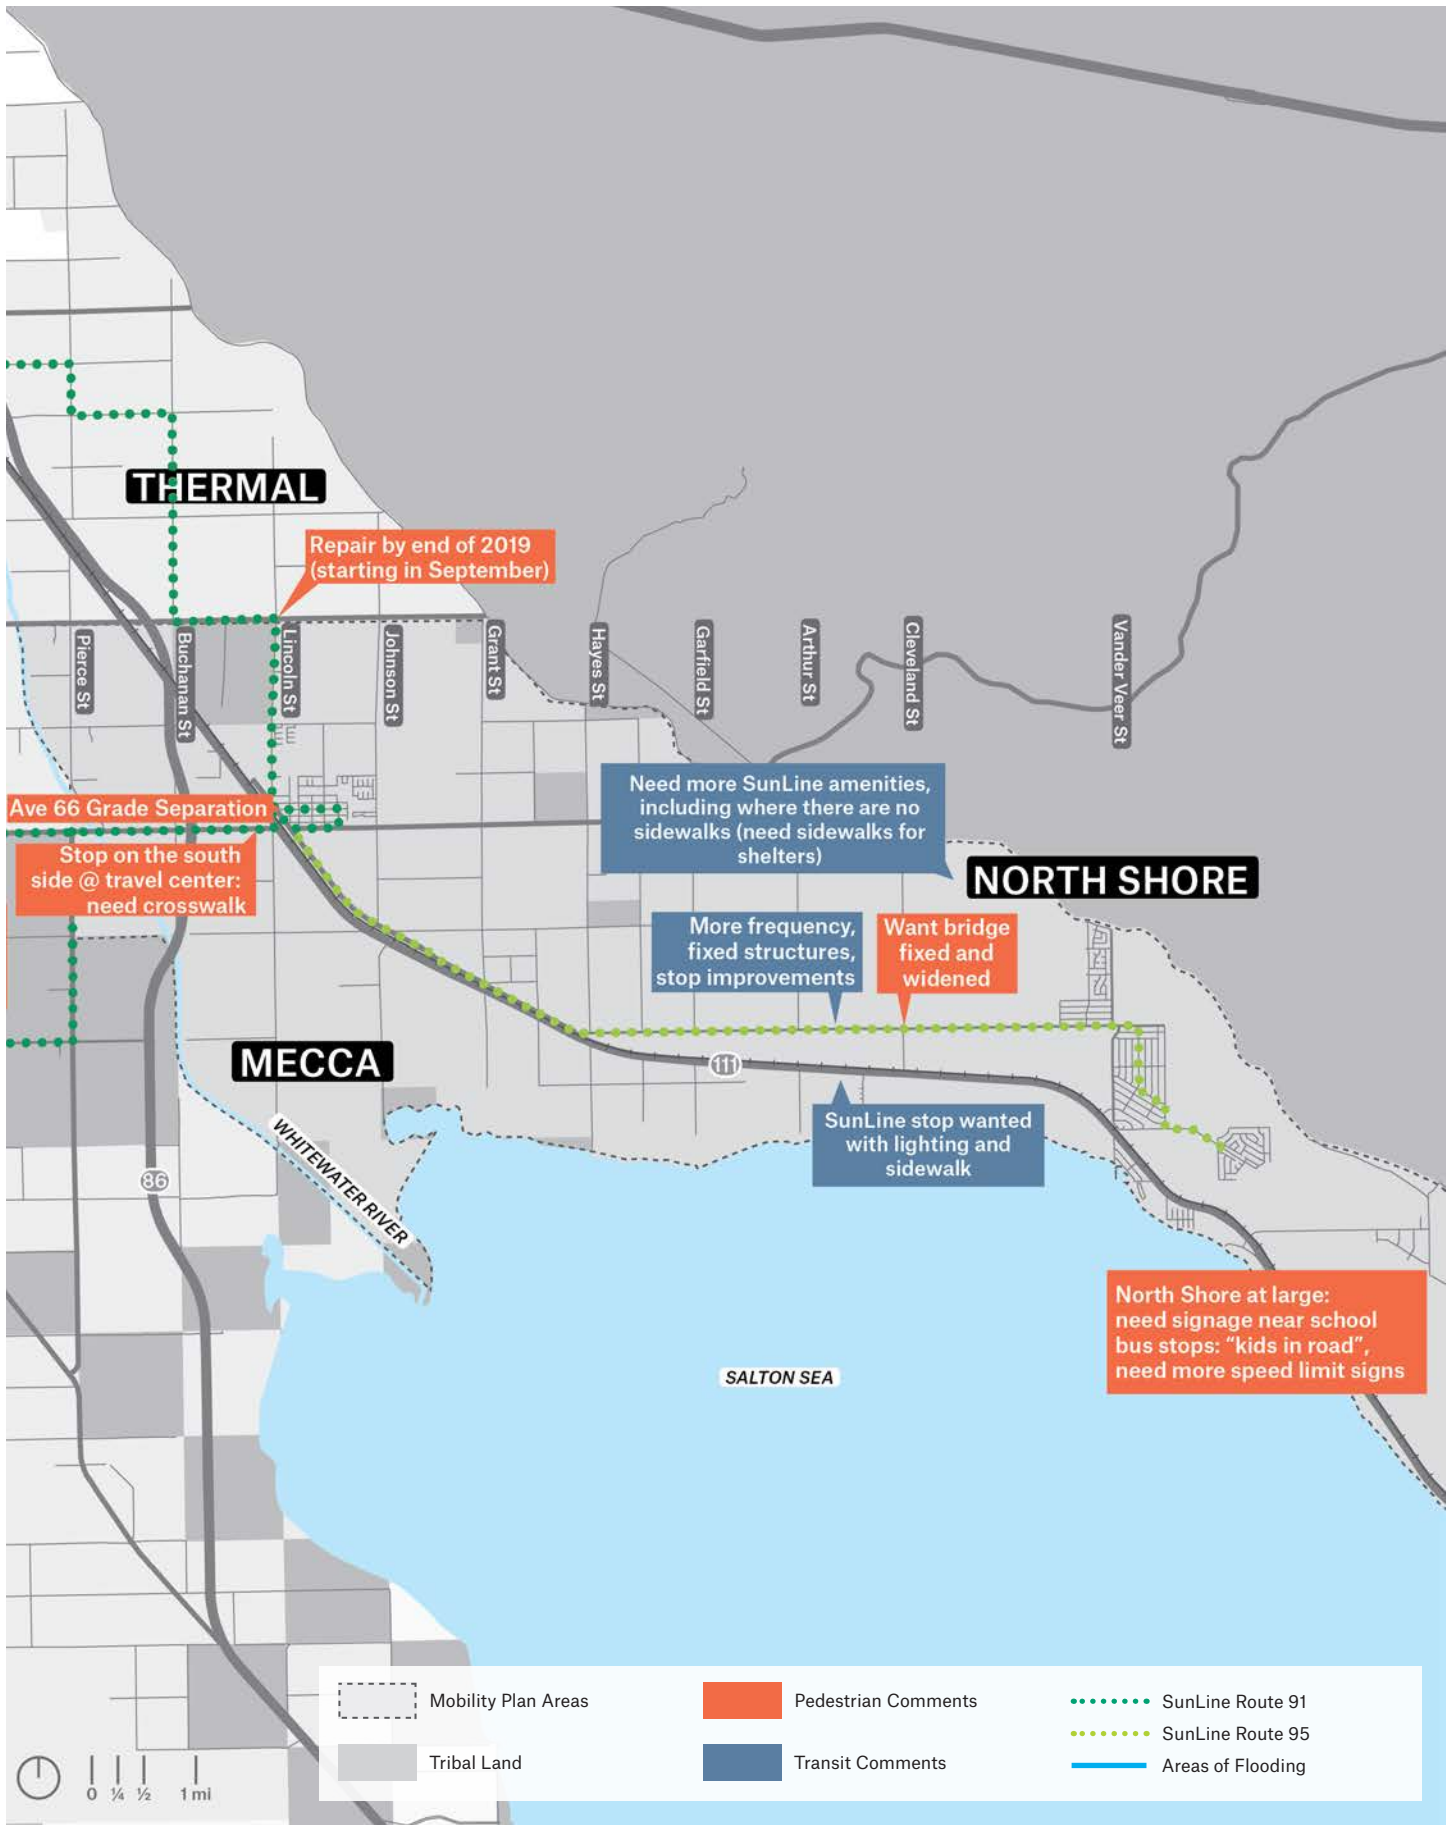 THERMAL
Repair by end of 2019
(starting in September)
Pierce St
Buchanan St
Lincoln St
Johnson St
Grant St
Hayes St
Garfield St
Arthur St
Cleveland St
Vander Veer St
Ave 66 Grade Separation
Stop on the south
side @ travel center:
need crosswalk
Need more SunLine amenities,
including where there are no
sidewalks (need sidewalks for
shelters)
NORTH SHORE
More frequency,
fixed structures,
stop improvements
Want bridge
fixed and
widened
MECCA
111
SunLine stop wanted
with lighting and
sidewalk
WHITEWATER RIVER
86
North Shore at large:
need signage near school
bus stops: “kids in road”,
need more speed limit signs
SALTON SEA
Mobility Plan Areas
Tribal Land
Pedestrian Comments
Transit Comments
SunLine Route 91
SunLine Route 95
Areas of Flooding
0 ¼ ½ 1 mi